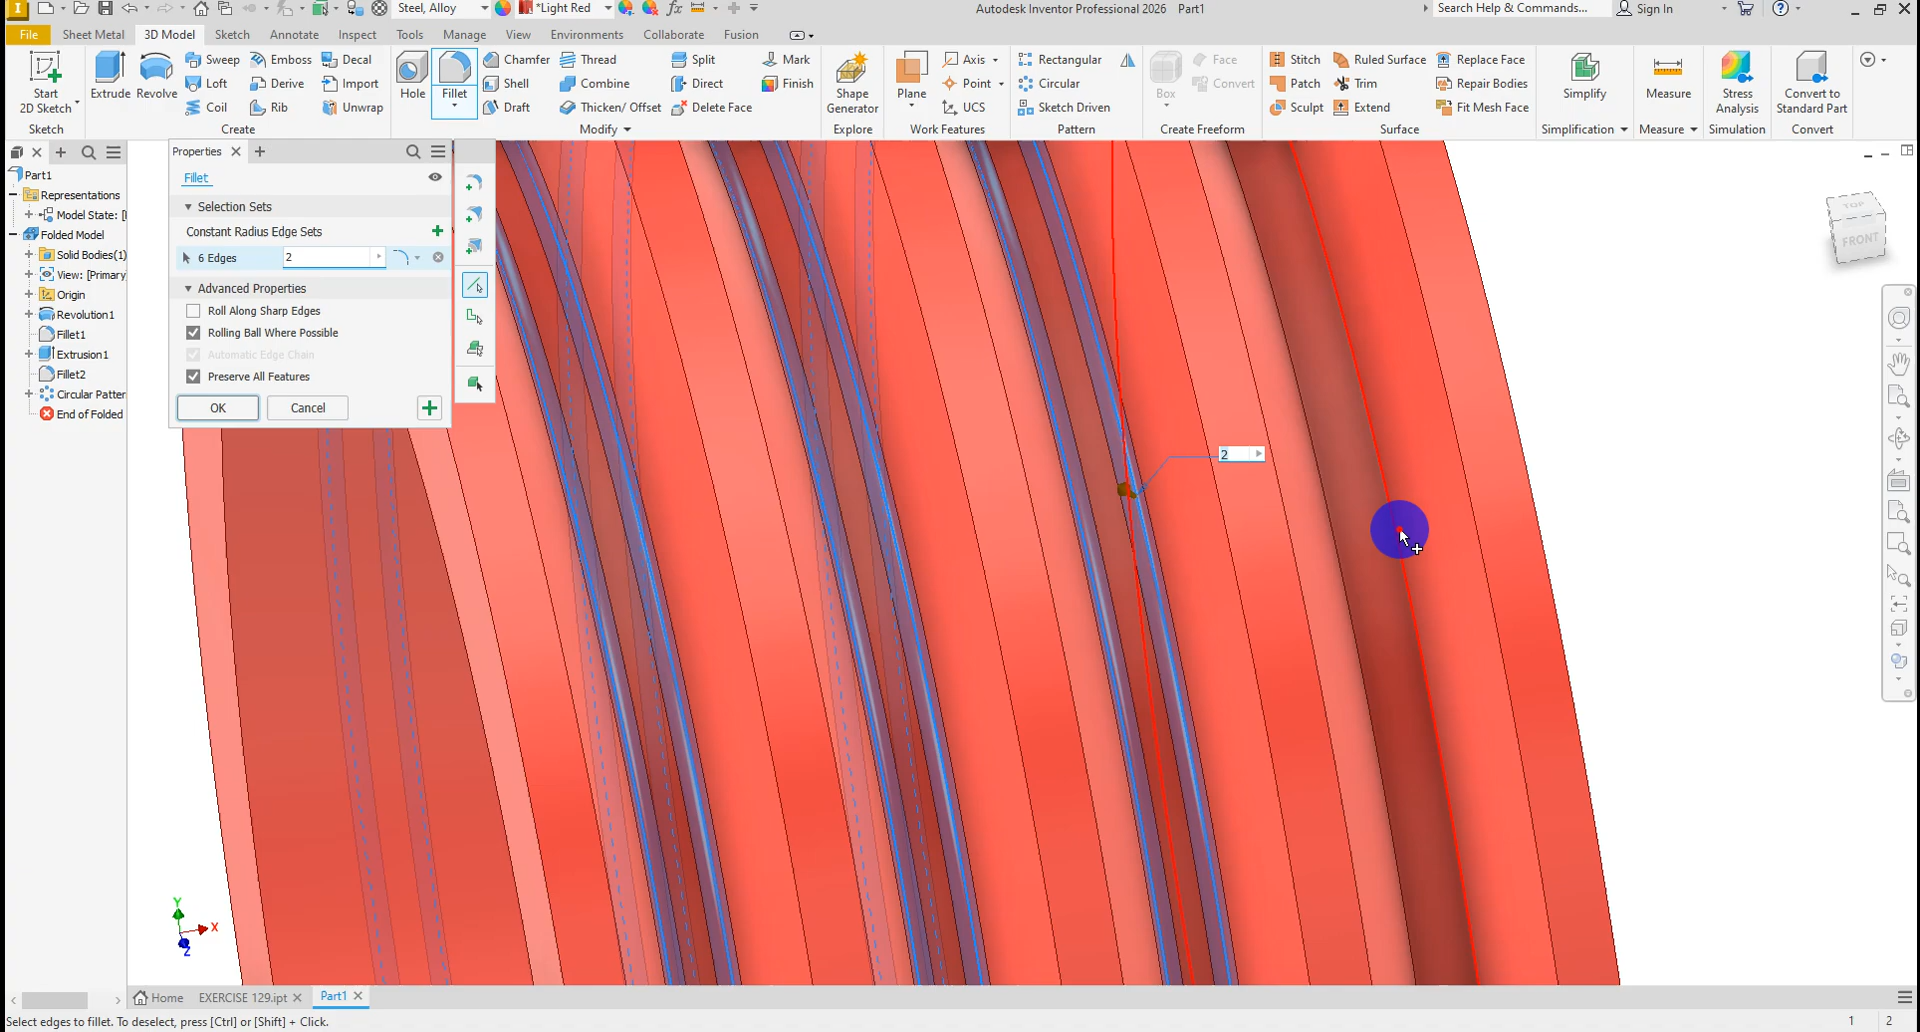 Steel, Alloy
*Light Red
Autodesk Inventor Professional 2026 Part1
Search Help & Commands...
Sign In
File Sheet Metal 3D Model Sketch Annotate Inspect Tools Manage View Environments Collaborate Fusion
Start
2D Sketch
Sketch
Extrude
Revolve
Sweep
Loft
Coil
Emboss
Derive
Rib
Decal
Import
Unwrap
Create
Hole
Fillet
Chamfer
Shell
Draft
Thread
Combine
Thicken/ Offset
Split
Direct
Delete Face
Mark
Finish
Modify
Shape
Generator
Explore
Plane
Axis
Point
UCS
Work Features
Rectangular
Circular
Sketch Driven
Pattern
Box
Face
Convert
Create Freeform
Stitch
Patch
Sculpt
Ruled Surface
Trim
Extend
Replace Face
Repair Bodies
Fit Mesh Face
Surface
Simplify
Simplification
Measure
Measure
Stress
Analysis
Simulation
Convert to
Standard Part
Convert
Part1
Representations
Model State: [
Folded Model
Solid Bodies(1)
View: [Primary
Origin
Revolution1
Fillet1
Extrusion1
Fillet2
Circular Patter
End of Folded
Properties
Fillet
Selection Sets
Constant Radius Edge Sets
6 Edges 2
Advanced Properties
Roll Along Sharp Edges
Rolling Ball Where Possible
Automatic Edge Chain
Preserve All Features
OK Cancel
2
TOP
FRONT
Y
X
Z
Home EXERCISE 129.ipt Part1
Select edges to fillet. To deselect, press [Ctrl] or [Shift] + Click.
1 2